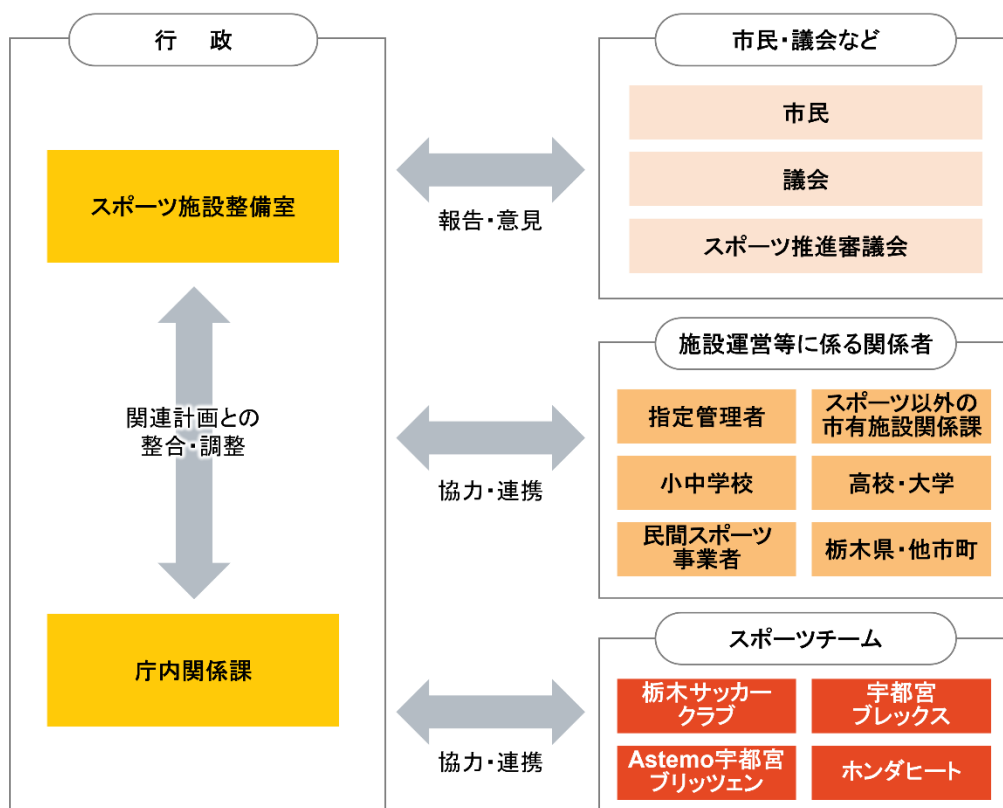 行　政
スポーツ施設整備室
関連計画との
整合・調整
庁内関係課
報告・意見
協力・連携
協力・連携
市民・議会など
市民
議会
スポーツ推進審議会
施設運営等に係る関係者
指定管理者
スポーツ以外の
市有施設関係課
小中学校
高校・大学
民間スポーツ
事業者
栃木県・他市町
スポーツチーム
栃木サッカー
クラブ
宇都宮
ブレックス
Astemo宇都宮
ブリッツェン
ホンダヒート